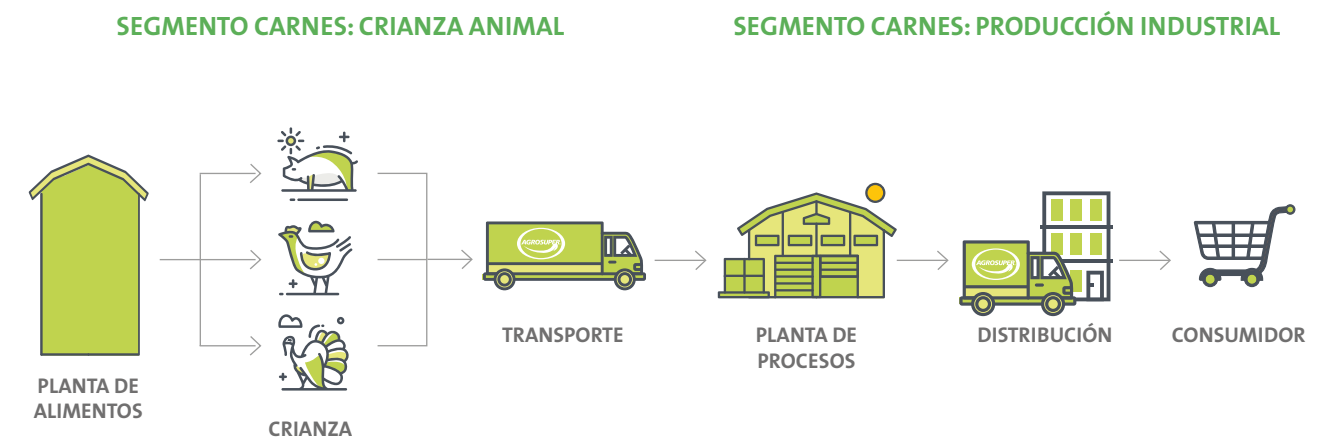 SEGMENTO CARNES: CRIANZA ANIMAL
SEGMENTO CARNES: PRODUCCIÓN INDUSTRIAL
PLANTA DE
ALIMENTOS
CRIANZA
AGROSUPER
TRANSPORTE
PLANTA DE
PROCESOS
AGROSUPER
DISTRIBUCIÓN
CONSUMIDOR